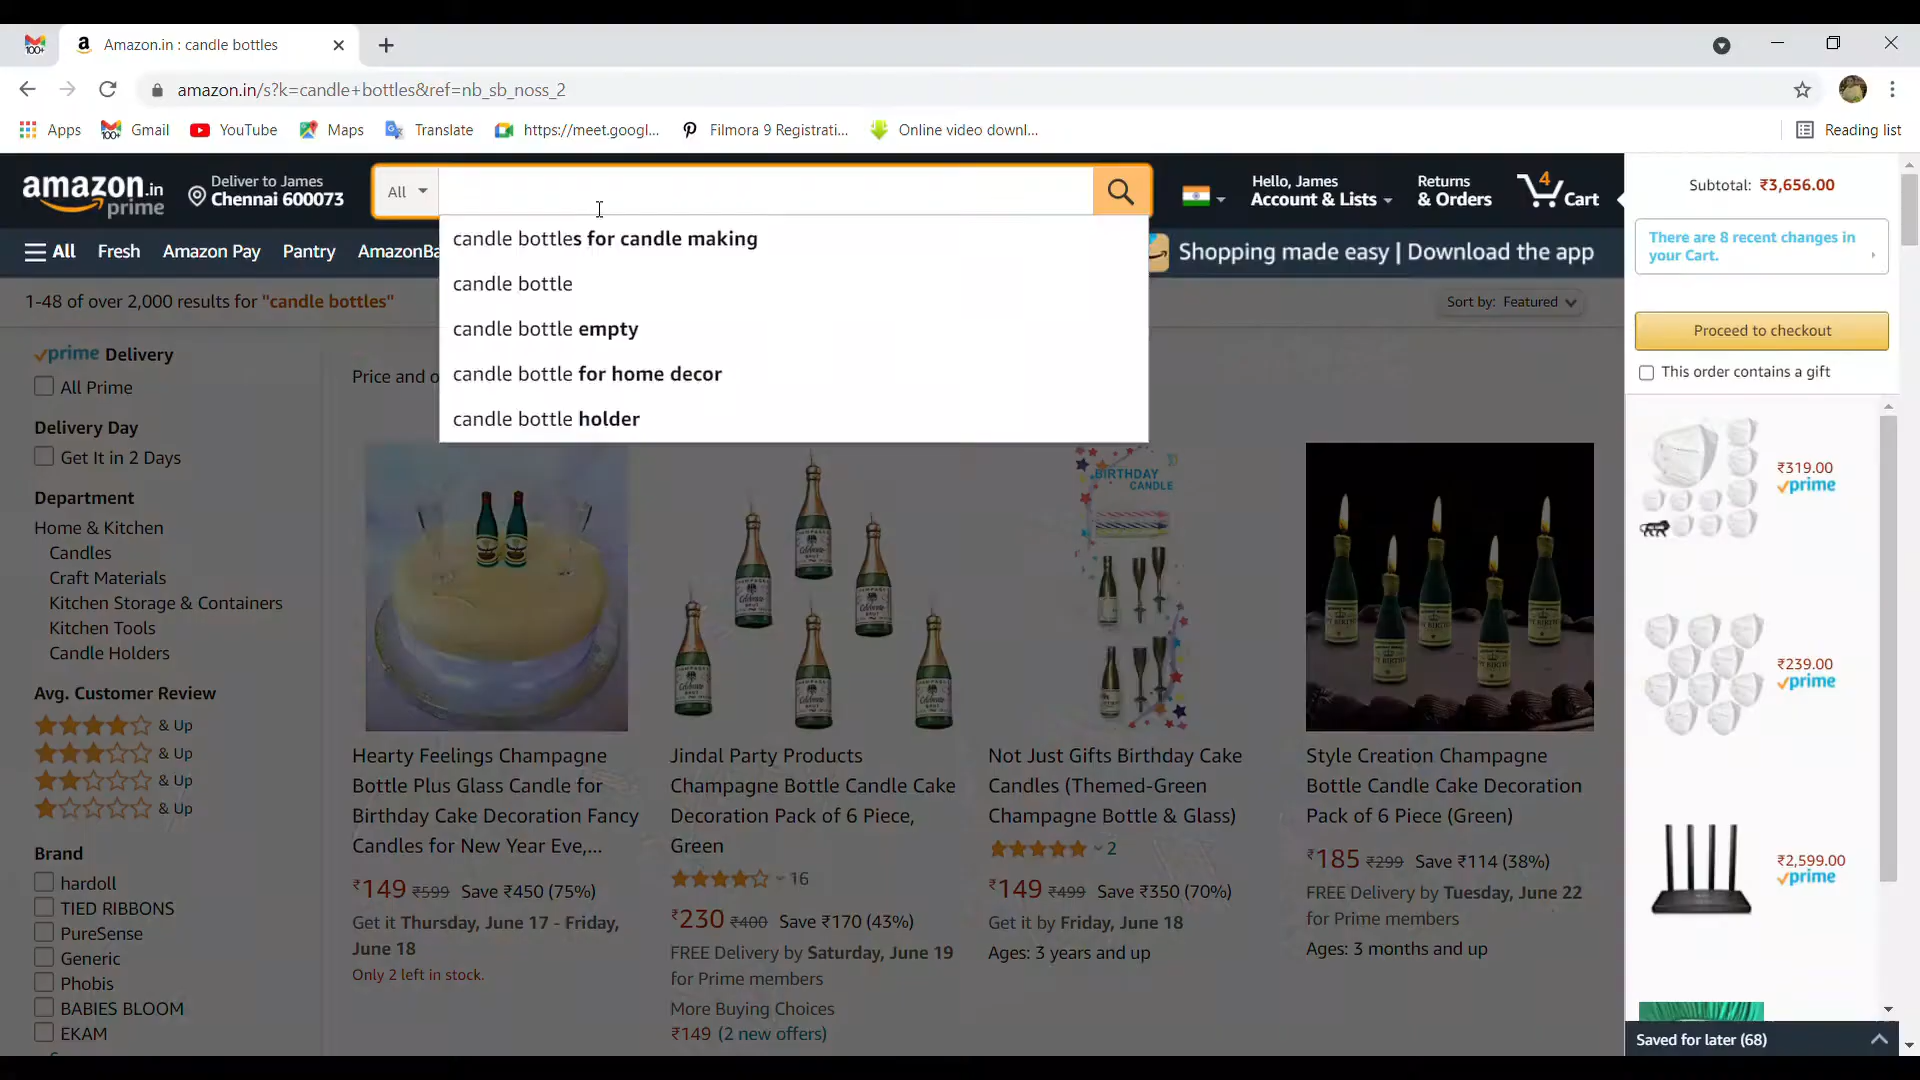 Amazon.in : candle bottles
amazon.in/s?k=candle+bottles&ref=nb_sb_noss_2
Apps
Gmail
YouTube
Maps
Translate
https://meet.googl...
Filmora 9 Registrati...
Online video downl...
Reading list
amazon.in
prime
Deliver to James
Chennai 600073
All
Hello, James
Account & Lists
Returns
& Orders
4
Cart
All
Fresh
Amazon Pay
Pantry
AmazonBa
Shopping made easy | Download the app
candle bottles for candle making
candle bottle
candle bottle empty
candle bottle for home decor
candle bottle holder
1-48 of over 2,000 results for "candle bottles"
Sort by: Featured
prime Delivery
All Prime
Delivery Day
Get It in 2 Days
Department
Home & Kitchen
Candles
Craft Materials
Kitchen Storage & Containers
Kitchen Tools
Candle Holders
Avg. Customer Review
& Up
& Up
& Up
& Up
Brand
hardoll
TIED RIBBONS
PureSense
Generic
Phobis
BABIES BLOOM
EKAM
Price and o
BIRTHDAY
CANDLE
Hearty Feelings Champagne
Bottle Plus Glass Candle for
Birthday Cake Decoration Fancy
Candles for New Year Eve,...
₹149 ₹599 Save ₹450 (75%)
Get it Thursday, June 17 - Friday,
June 18
Only 2 left in stock.
Jindal Party Products
Champagne Bottle Candle Cake
Decoration Pack of 6 Piece,
Green
16
₹230 ₹400 Save ₹170 (43%)
FREE Delivery by Saturday, June 19
for Prime members
More Buying Choices
₹149 (2 new offers)
Not Just Gifts Birthday Cake
Candles (Themed-Green
Champagne Bottle & Glass)
2
₹149 ₹499 Save ₹350 (70%)
Get it by Friday, June 18
Ages: 3 years and up
Style Creation Champagne
Bottle Candle Cake Decoration
Pack of 6 Piece (Green)
₹185 ₹299 Save ₹114 (38%)
FREE Delivery by Tuesday, June 22
for Prime members
Ages: 3 months and up
Subtotal: ₹3,656.00
There are 8 recent changes in
your Cart.
Proceed to checkout
This order contains a gift
₹319.00
prime
₹239.00
prime
₹2,599.00
prime
Saved for later (68)